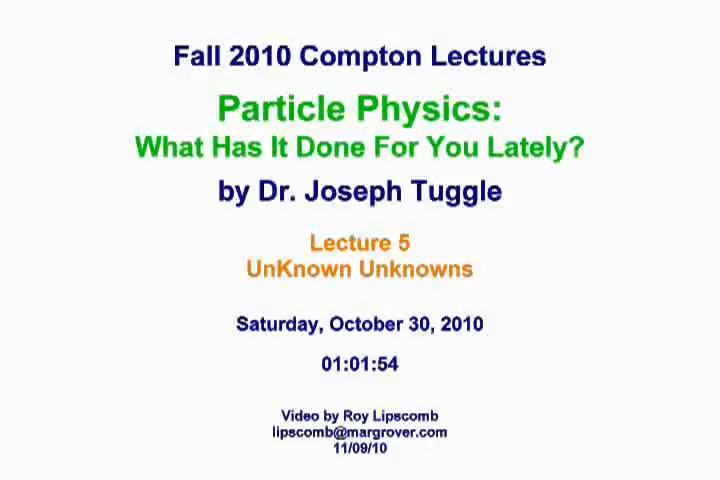 Fall 2010 Compton Lectures
Particle Physics:
What Has It Done For You Lately?
by Dr. Joseph Tuggle
Lecture 5
UnKnown Unknowns
Saturday, October 30, 2010
01:01:54
Video by Roy Lipscomb
lipscomb@margrover.com
11/09/10